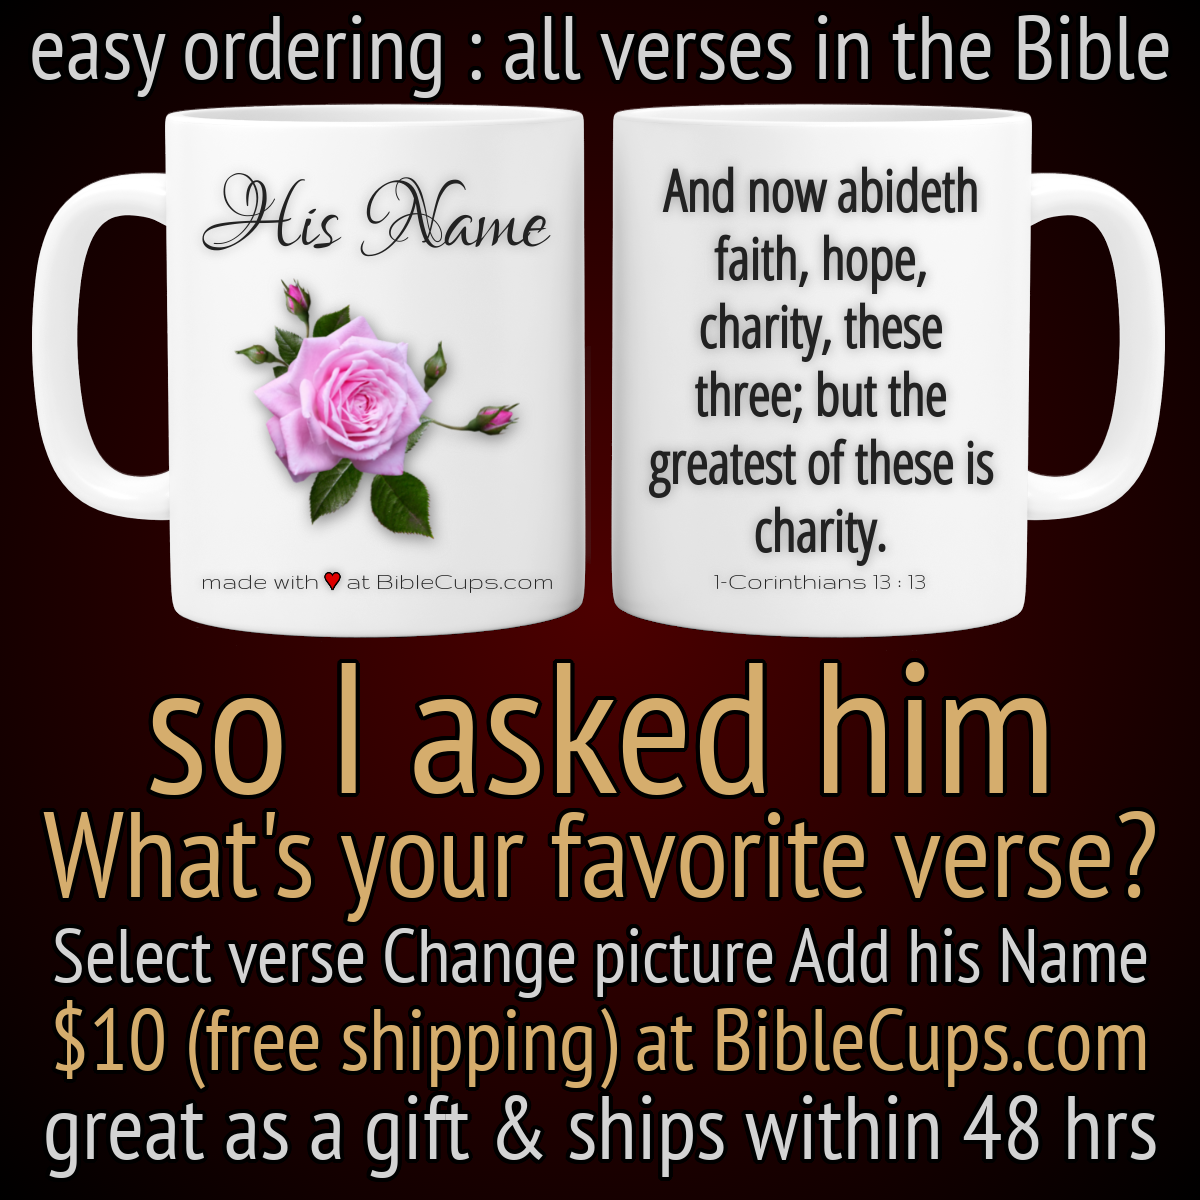 easy ordering : all verses in the Bible
His Name
made with ♥ at BibleCups.com
And now abideth
faith, hope,
charity, these
three; but the
greatest of these is
charity.
1-Corinthians 13 : 13
so I asked him
What's your favorite verse?
Select verse Change picture Add his Name
$10 (free shipping) at BibleCups.com
great as a gift & ships within 48 hrs